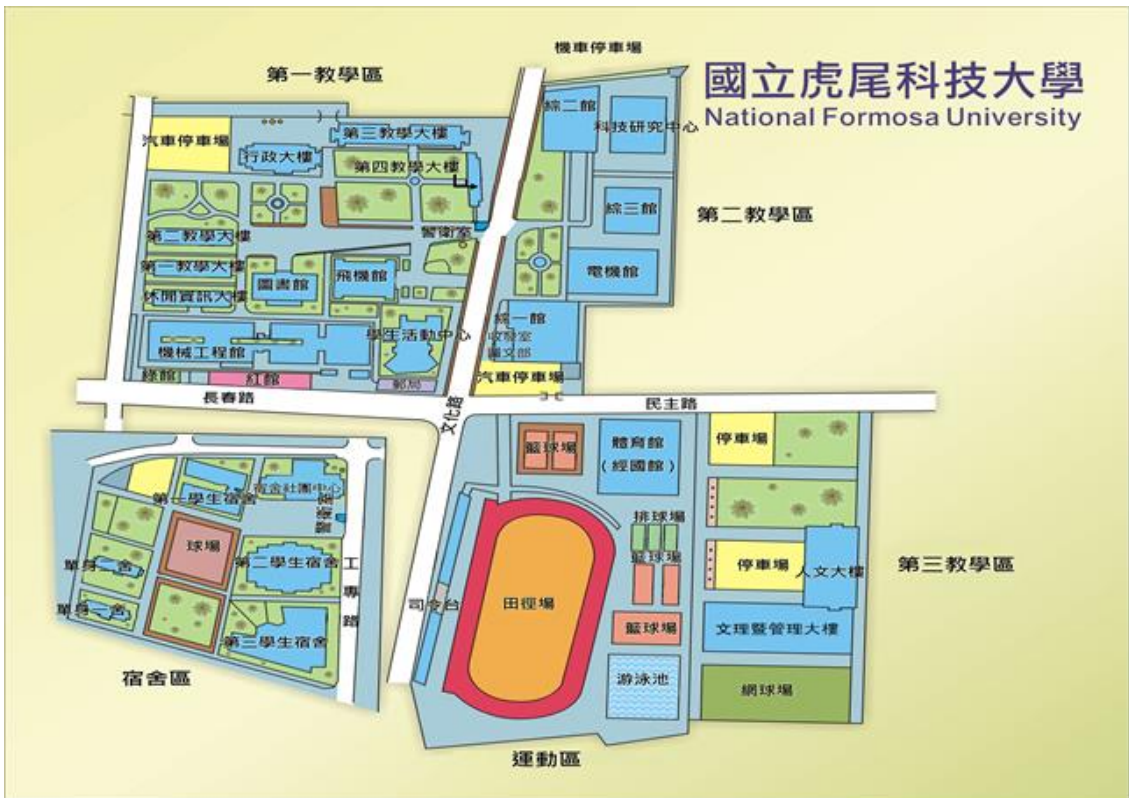 機車停車場
國立虎尾科技大學
National Formosa University
第一教學區
汽車停車場
行政大樓
第三教學大樓
第四教學大樓
綜二館
科技研究中心
綜三館
第二教學區
警衛室
電機館
第二教學大樓
第一教學大樓
休閒資訊大樓
圖書館
飛機館
學生活動中心
綜一館
收發室
圖文部
機械工程館
綠館
紅館
郵局
汽車停車場
長春路
文化路
民主路
第一學生宿舍
宿舍社團中心
警衛室
球場
第二學生宿舍
單身二舍
單身一舍
第三學生宿舍
工專路
宿舍區
籃球場
體育館
(經國館)
停車場
排球場
籃球場
停車場
人文大樓
第三教學區
司令台
田徑場
籃球場
文理暨管理大樓
游泳池
網球場
運動區